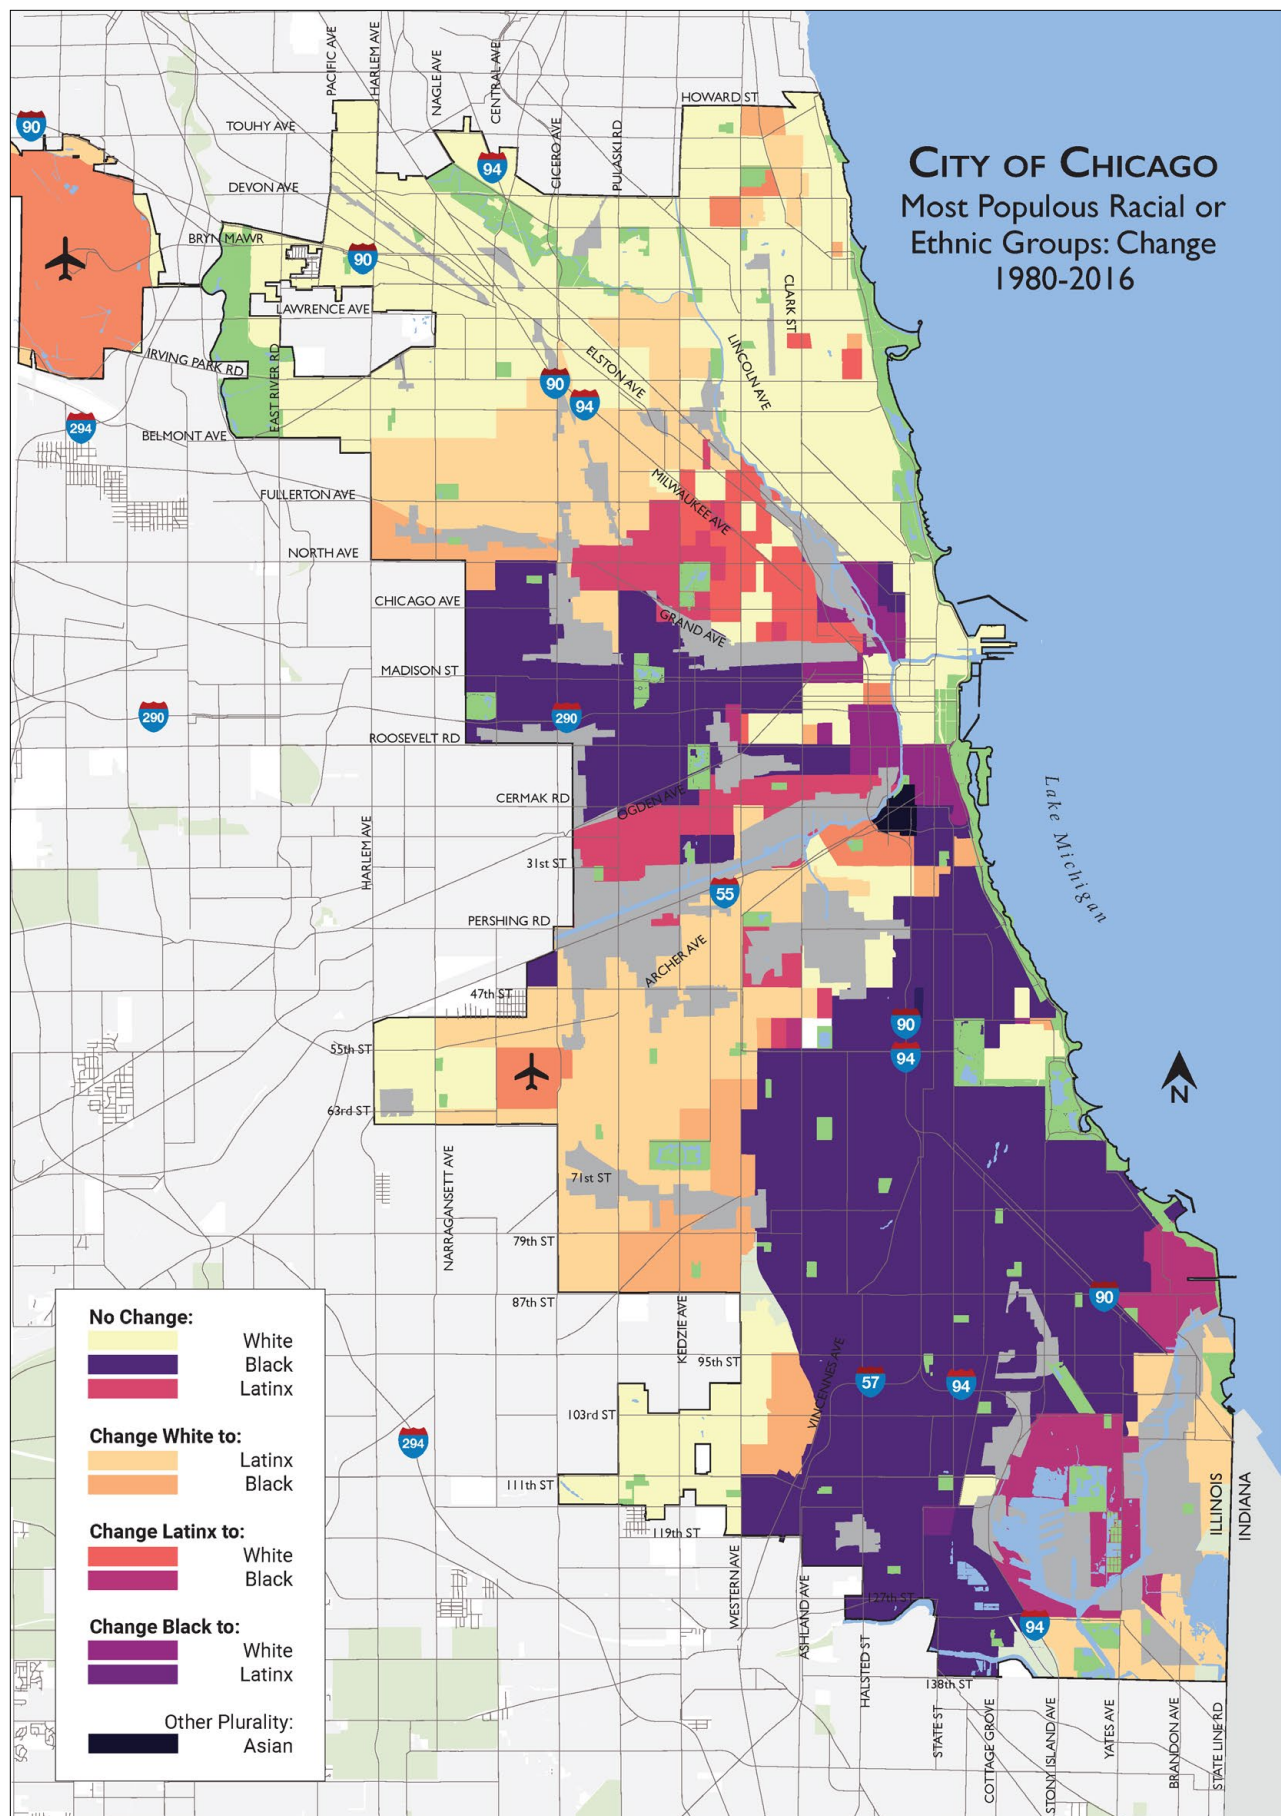 CITY OF CHICAGO
Most Populous Racial or
Ethnic Groups: Change
1980-2016
PACIFIC AVE
HARLEM AVE
NAGLE AVE
CENTRAL AVE
CICERO AVE
PULASKI RD
HOWARD ST
90
TOUHY AVE
94
DEVON AVE
BRYN MAWR
90
LAWRENCE AVE
CLARK ST
LINCOLN AVE
ELSTON AVE
IRVING PARK RD
EAST RIVER RD
90
94
294
BELMONT AVE
MILWAUKEE AVE
FULLERTON AVE
NORTH AVE
CHICAGO AVE
GRAND AVE
MADISON ST
290
290
ROOSEVELT RD
CERMAK RD
OGDEN AVE
Lake Michigan
HARLEM AVE
31st ST
55
PERSHING RD
ARCHER AVE
47th ST
90
94
55th ST
63rd ST
N
NARRAGANSETT AVE
71st ST
79th ST
87th ST
90
KEDZIE AVE
95th ST
VINCENNES AVE
57
94
103rd ST
294
111th ST
119th ST
ILLINOIS
INDIANA
WESTERN AVE
ASHLAND AVE
127th ST
94
HALSTED ST
138th ST
STATE ST
COTTAGE GROVE
STONY ISLAND AVE
YATES AVE
BRANDON AVE
STATE LINE RD
No Change:
White
Black
Latinx
Change White to:
Latinx
Black
Change Latinx to:
White
Black
Change Black to:
White
Latinx
Other Plurality:
Asian